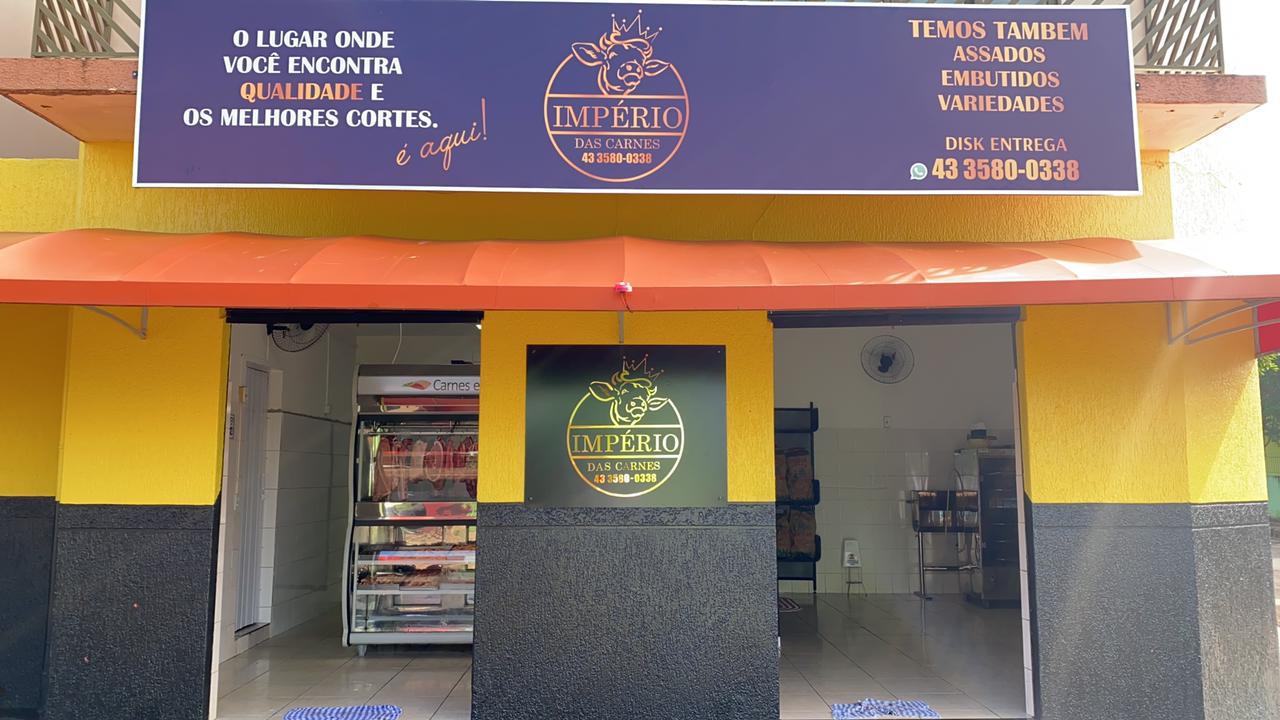 O LUGAR ONDE
VOCÊ ENCONTRA
QUALIDADE E
OS MELHORES CORTES.
é aqui!
IMPÉRIO
DAS CARNES
43 3580-0338
TEMOS TAMBEM
ASSADOS
EMBUTIDOS
VARIEDADES
DISK ENTREGA
43 3580-0338
Carnes e
IMPÉRIO
DAS CARNES
43 3580-0338